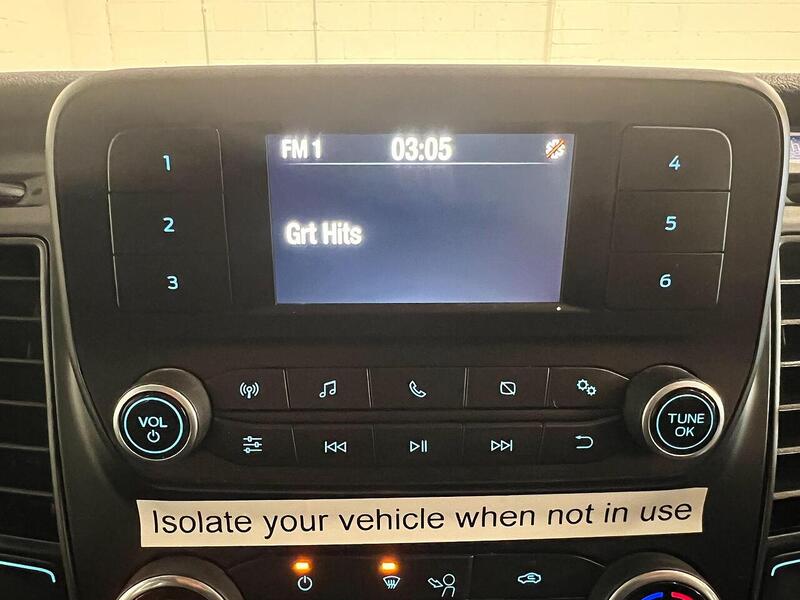 FM 1 03:05
Grt Hits
1
2
3
4
5
6
VOL
TUNE
OK
Isolate your vehicle when not in use